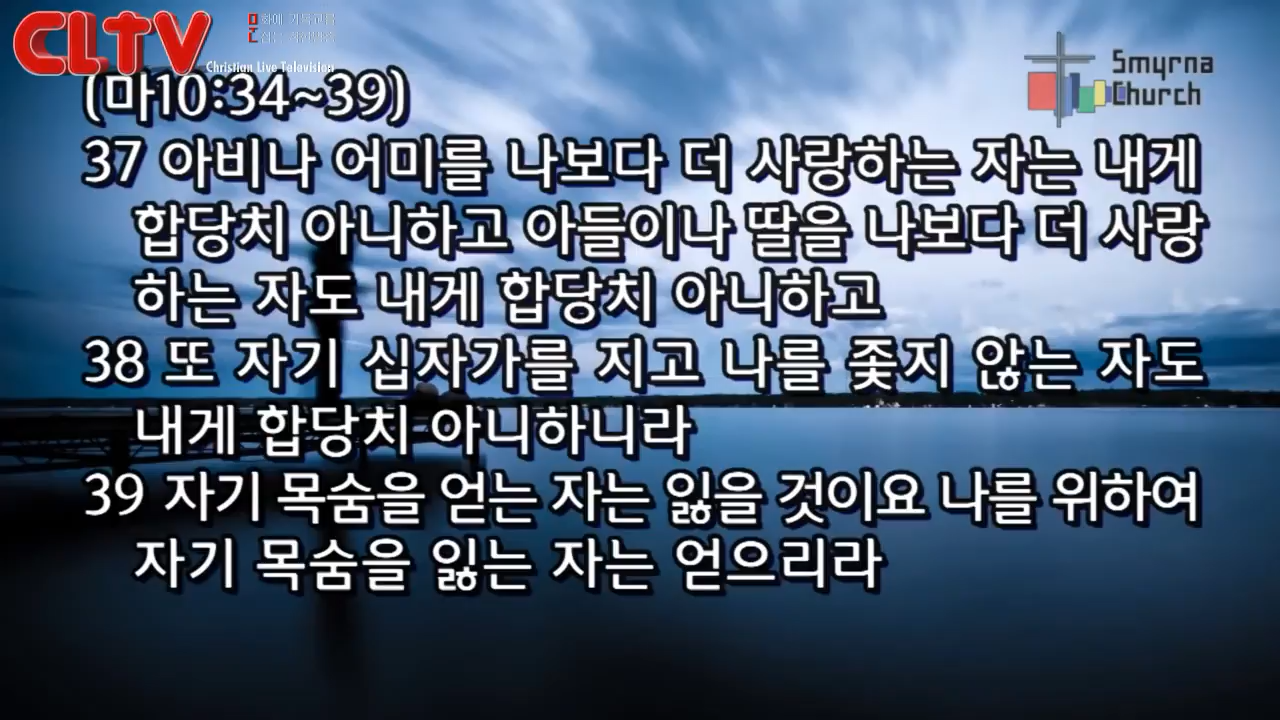 CLTV
Christian Live Television
Smyrna
Church
(마10:34~39)
37 아비나 어미를 나보다 더 사랑하는 자는 내게
합당치 아니하고 아들이나 딸을 나보다 더 사랑
하는 자도 내게 합당치 아니하고
38 또 자기 십자가를 지고 나를 좇지 않는 자도
내게 합당치 아니하니라
39 자기 목숨을 얻는 자는 잃을 것이요 나를 위하여
자기 목숨을 잃는 자는 얻으리라